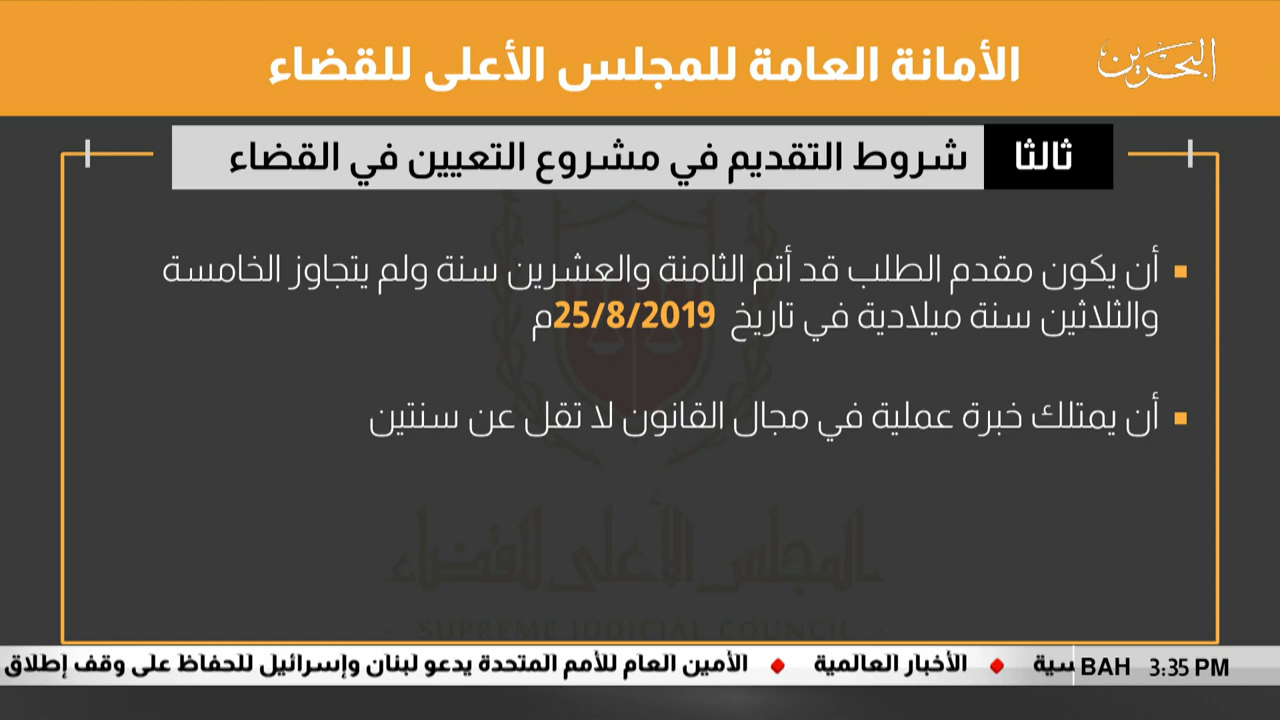 البحرين
الأمانة العامة للمجلس الأعلى للقضاء
ثالثا
شروط التقديم في مشروع التعيين في القضاء
أن يكون مقدم الطلب قد أتم الثامنة والعشرين سنة ولم يتجاوز الخامسة
والثلاثين سنة ميلادية في تاريخ 25/8/2019م
أن يمتلك خبرة عملية في مجال القانون لا تقل عن سنتين
المجلس الأعلى للقضاء
SUPREME JUDICIAL COUNCIL
BAH 3:35 PM
سية ♦ الأخبار العالمية ♦ الأمين العام للأمم المتحدة يدعو لبنان وإسرائيل للحفاظ على وقف إطلاق